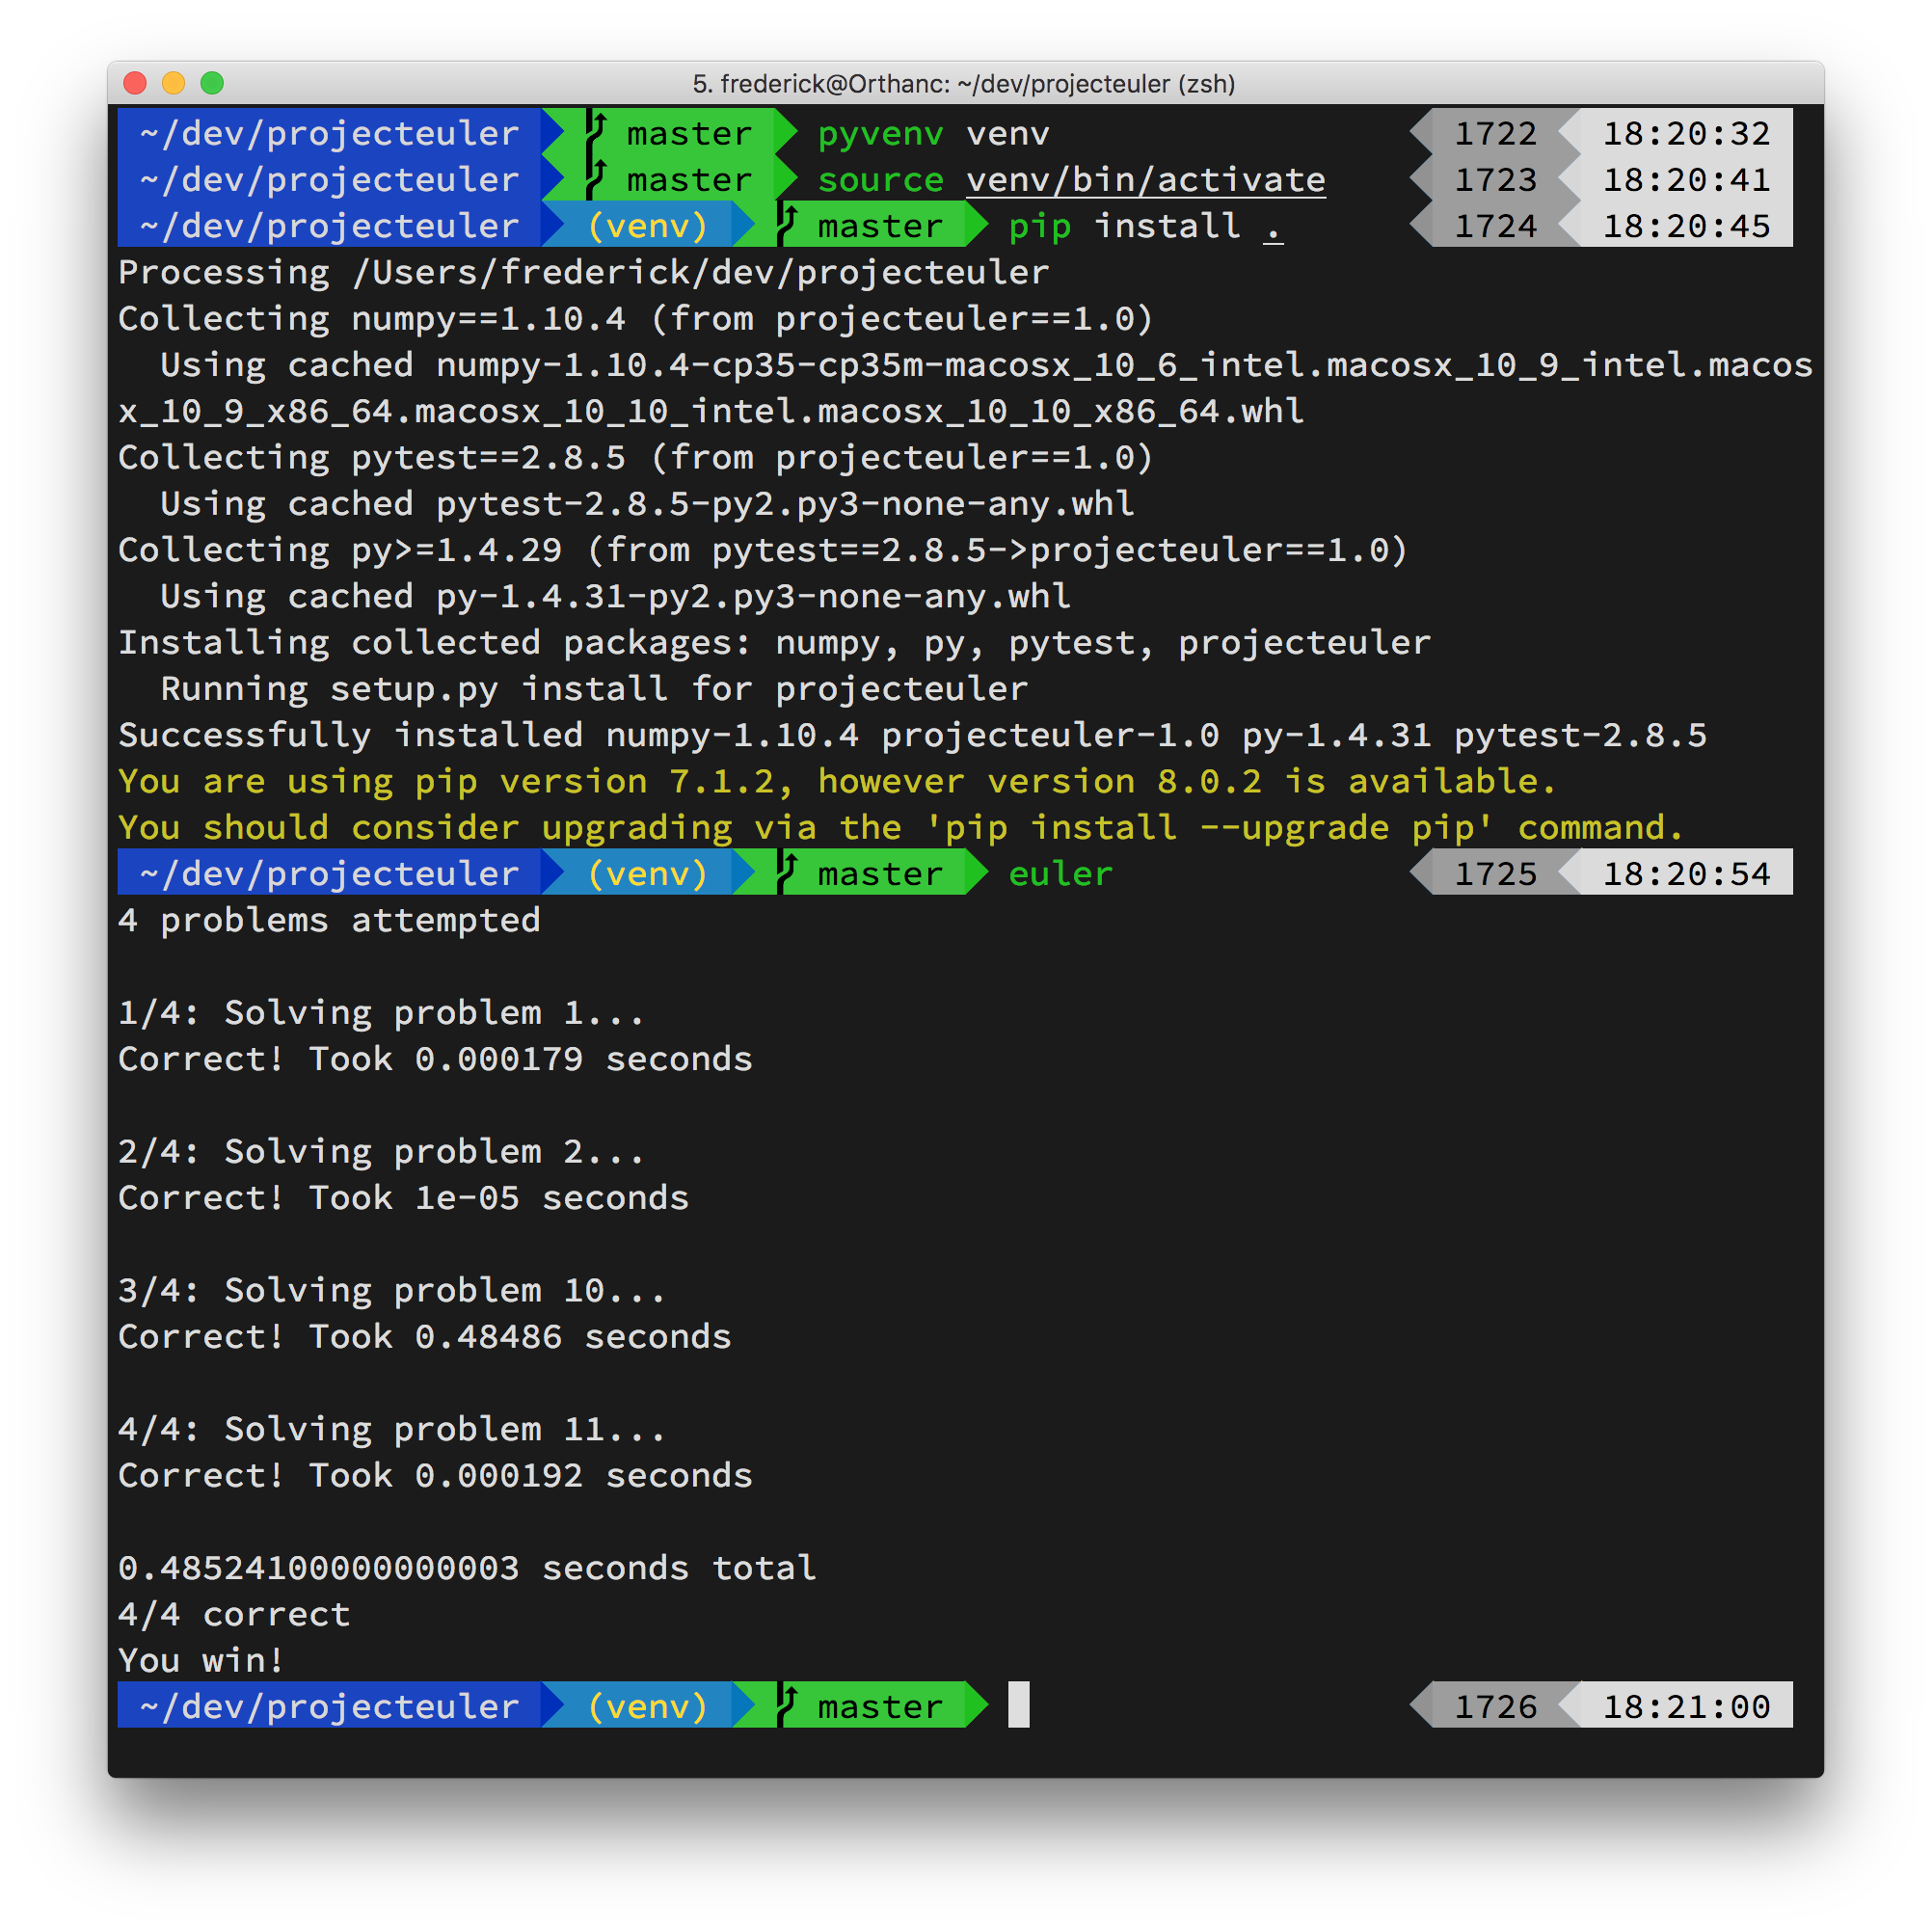 5. frederick@Orthanc: ~/dev/projecteuler (zsh)
~/dev/projecteuler master pyvenv venv 1722 18:20:32
~/dev/projecteuler master source venv/bin/activate 1723 18:20:41
~/dev/projecteuler (venv) master pip install . 1724 18:20:45
Processing /Users/frederick/dev/projecteuler
Collecting numpy==1.10.4 (from projecteuler==1.0)
  Using cached numpy-1.10.4-cp35-cp35m-macosx_10_6_intel.macosx_10_9_intel.macos
x_10_9_x86_64.macosx_10_10_intel.macosx_10_10_x86_64.whl
Collecting pytest==2.8.5 (from projecteuler==1.0)
  Using cached pytest-2.8.5-py2.py3-none-any.whl
Collecting py>=1.4.29 (from pytest==2.8.5->projecteuler==1.0)
  Using cached py-1.4.31-py2.py3-none-any.whl
Installing collected packages: numpy, py, pytest, projecteuler
  Running setup.py install for projecteuler
Successfully installed numpy-1.10.4 projecteuler-1.0 py-1.4.31 pytest-2.8.5
You are using pip version 7.1.2, however version 8.0.2 is available.
You should consider upgrading via the 'pip install --upgrade pip' command.
~/dev/projecteuler (venv) master euler 1725 18:20:54
4 problems attempted
1/4: Solving problem 1...
Correct! Took 0.000179 seconds
2/4: Solving problem 2...
Correct! Took 1e-05 seconds
3/4: Solving problem 10...
Correct! Took 0.48486 seconds
4/4: Solving problem 11...
Correct! Took 0.000192 seconds
0.48524100000000003 seconds total
4/4 correct
You win!
~/dev/projecteuler (venv) master 1726 18:21:00